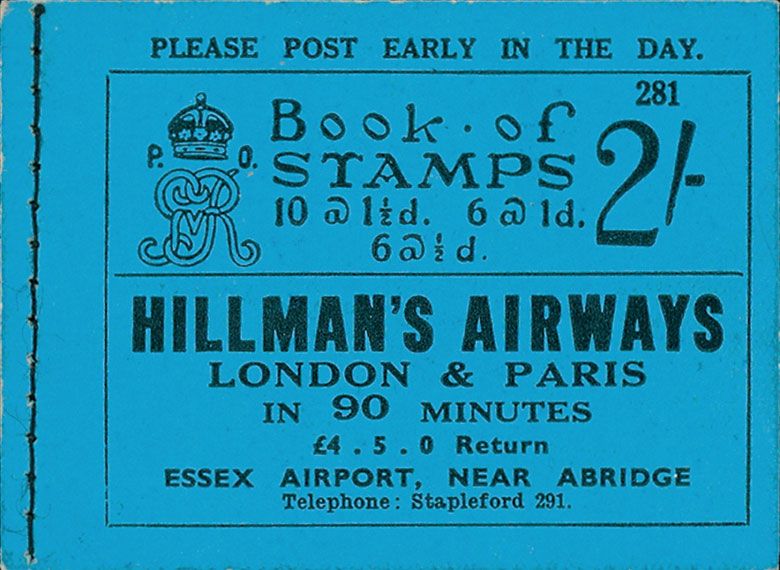 PLEASE POST EARLY IN THE DAY.
281
Book of
STAMPS
2/-
P. O.
GVR
10 @ 1½d. 6 @ 1d.
6 @ ½d.
HILLMAN'S AIRWAYS
LONDON & PARIS
IN 90 MINUTES
£4 . 5 . 0 Return
ESSEX AIRPORT, NEAR ABRIDGE
Telephone: Stapleford 291.